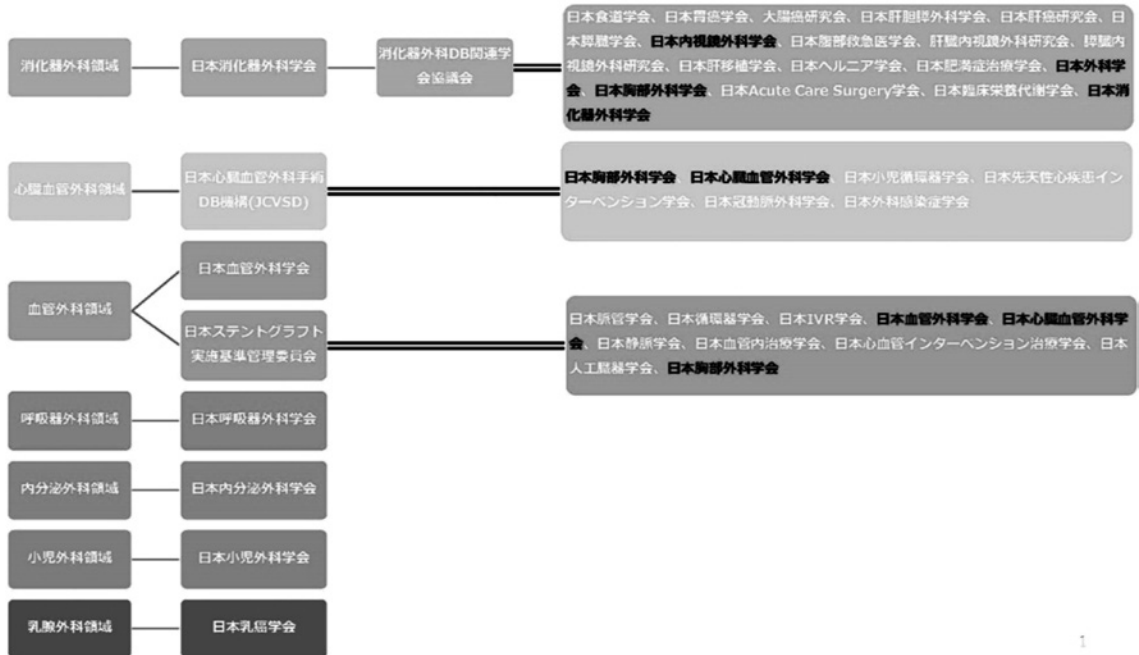 消化器外科領域
日本消化器外科学会
消化器外科DB関連学
会協議会
日本食道学会、日本胃癌学会、大腸癌研究会、日本肝胆膵外科学会、日本肝癌研究会、日
本膵臓学会、日本内視鏡外科学会、日本腹部救急医学会、肝臓内視鏡外科研究会、膵臓内
視鏡外科研究会、日本肝移植学会、日本ヘルニア学会、日本肥満症治療学会、日本外科学
会、日本胸部外科学会、日本Acute Care Surgery学会、日本臨床栄養代謝学会、日本消
化器外科学会
心臓血管外科領域
日本心臓血管外科手術
DB機構(JCVSD)
日本胸部外科学会、日本心臓血管外科学会、日本小児循環器学会、日本先天性心疾患イン
ターベンション学会、日本冠動脈外科学会、日本外科感染症学会
血管外科領域
日本血管外科学会
日本ステントグラフト
実施基準管理委員会
日本脈管学会、日本循環器学会、日本IVR学会、日本血管外科学会、日本心臓血管外科学
会、日本静脈学会、日本血管内治療学会、日本心血管インターベンション治療学会、日本
人工臓器学会、日本胸部外科学会
呼吸器外科領域
日本呼吸器外科学会
内分泌外科領域
日本内分泌外科学会
小児外科領域
日本小児外科学会
乳腺外科領域
日本乳癌学会
1